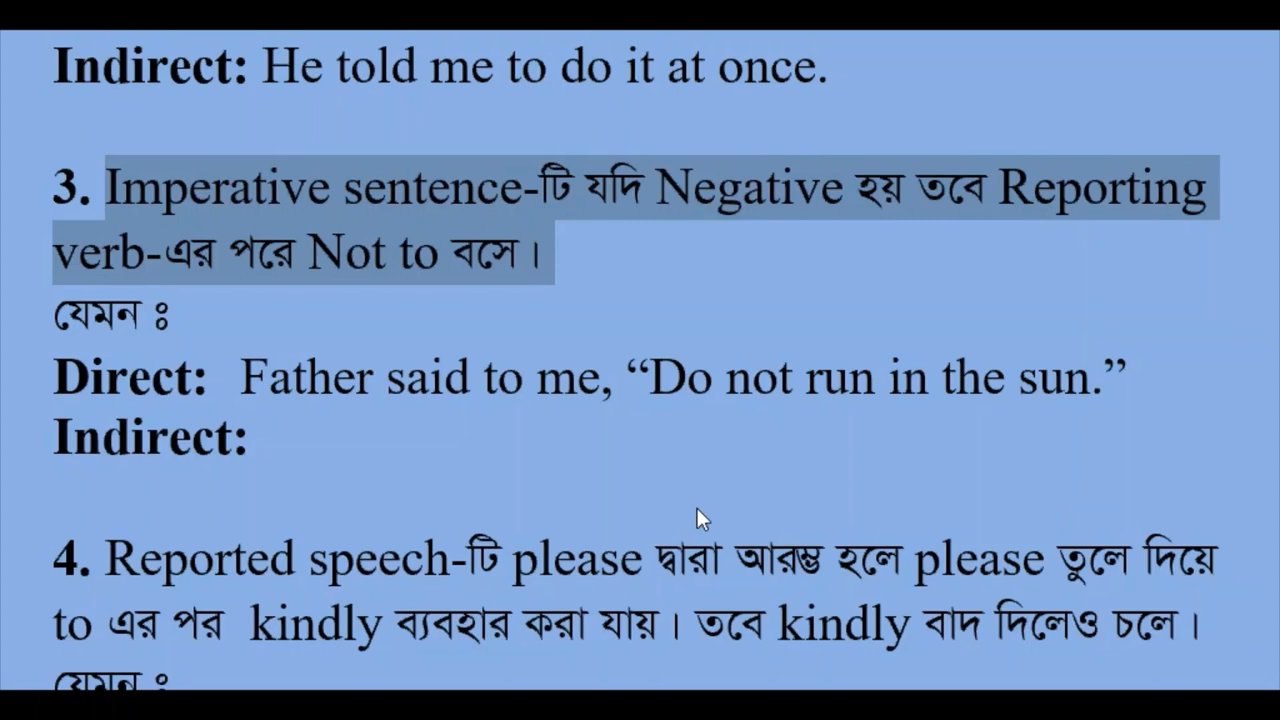 Indirect: He told me to do it at once.
3. Imperative sentence-টি যদি Negative হয় তবে Reporting
verb-এর পরে Not to বসে।
যেমন ঃ
Direct: Father said to me, “Do not run in the sun.”
Indirect:
4. Reported speech-টি please দ্বারা আরম্ভ হলে please তুলে দিয়ে
to এর পর kindly ব্যবহার করা যায়। তবে kindly বাদ দিলেও চলে।
যেমন ঃ